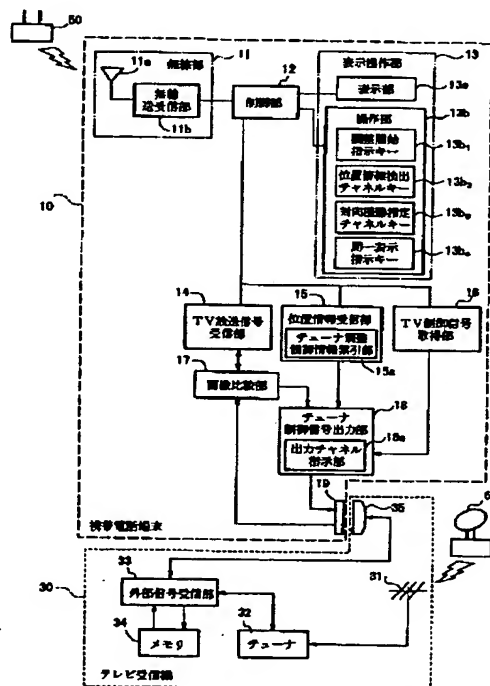 50
11a
無線部
11
無線
送受信部
11b
12
制御部
表示操作部
13
表示部
13a
操作部
13b
調整開始
指示キー
13b₁
位置情報検出
チャネルキー
13b₂
対向受動指定
チャネルキー
同一表示
指示キー
10
14
TV放送信号
受信部
15
位置情報受信部
テューナ調整
制御情報索引部
15a
16
TV制御信号
取得部
17
画像比較部
18
テューナ
制御信号出力部
出力チャネル
指示部
18a
19
35
携帯電話端末
6
30
33
外部信号受信部
31
34
メモリ
32
テューナ
テレビ受信機